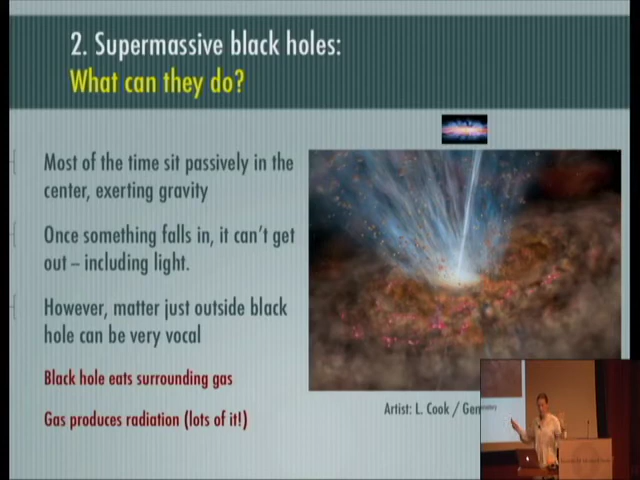 2. Supermassive black holes:
What can they do?
Most of the time sit passively in the
center, exerting gravity
Once something falls in, it can't get
out – including light.
However, matter just outside black
hole can be very vocal
Black hole eats surrounding gas
Gas produces radiation (lots of it!)
Artist: L. Cook / Gem